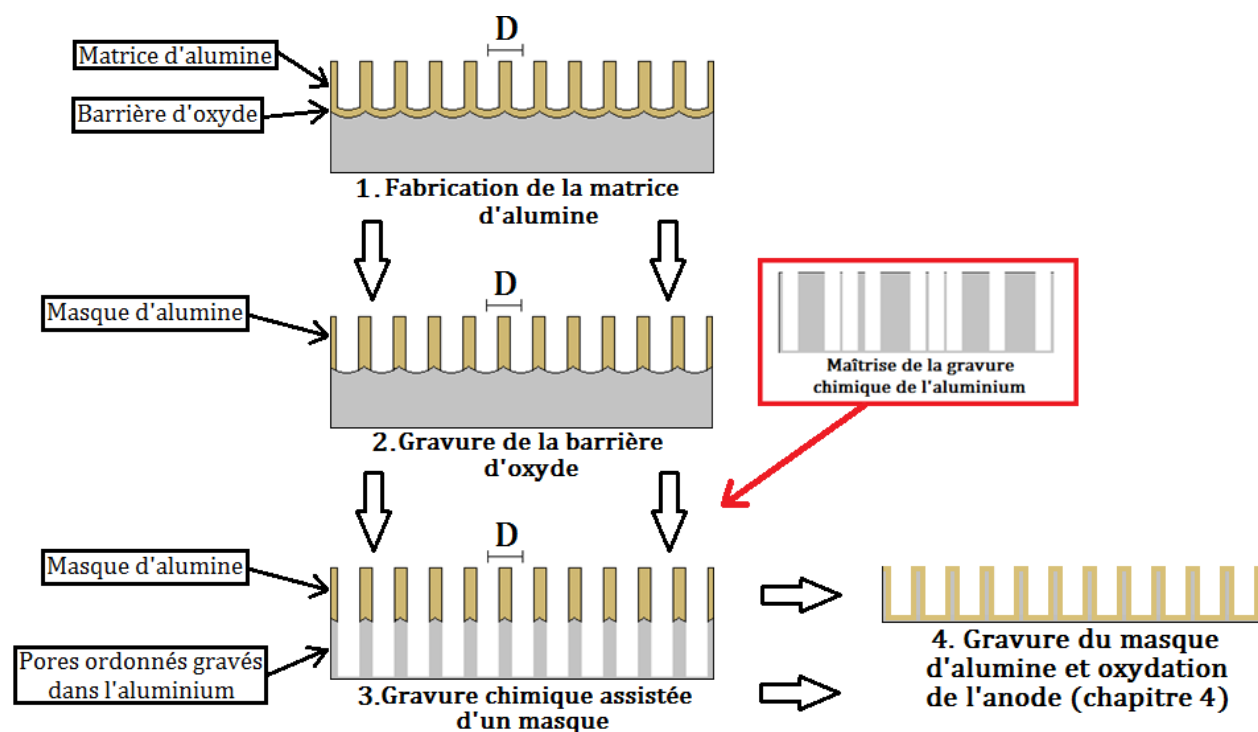 D
Matrice d'alumine
Barrière d'oxyde
1. Fabrication de la matrice
d'alumine
D
Masque d'alumine
2.Gravure de la barrière
d'oxyde
Maîtrise de la gravure
chimique de l'aluminium
D
Masque d'alumine
Pores ordonnés gravés
dans l'aluminium
3.Gravure chimique assistée
d'un masque
4. Gravure du masque
d'alumine et oxydation
de l'anode (chapitre 4)